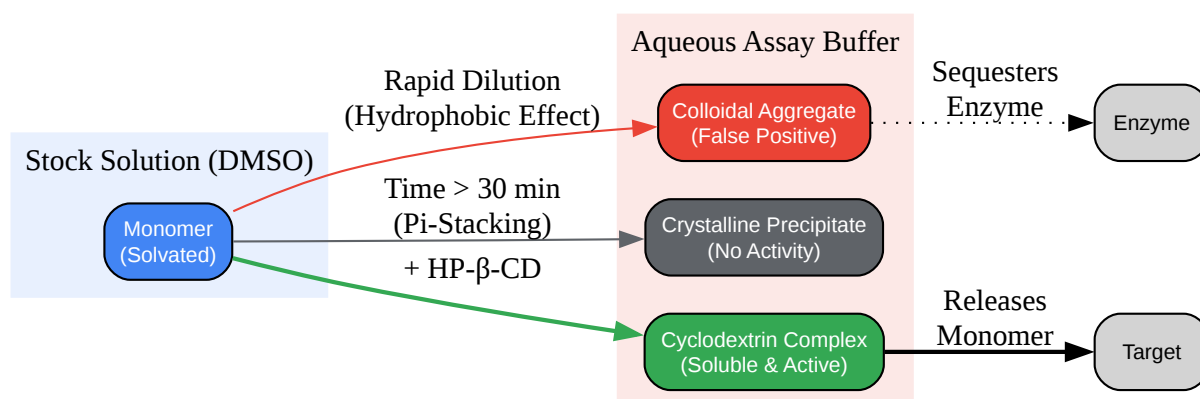 Aqueous Assay Buffer
Rapid Dilution
(Hydrophobic Effect)
Sequesters
Enzyme
Colloidal Aggregate
(False Positive)
Enzyme
Stock Solution (DMSO)
Time > 30 min
(Pi-Stacking)
Monomer
(Solvated)
Crystalline Precipitate
(No Activity)
+ HP-β-CD
Releases
Monomer
Cyclodextrin Complex
(Soluble & Active)
Target